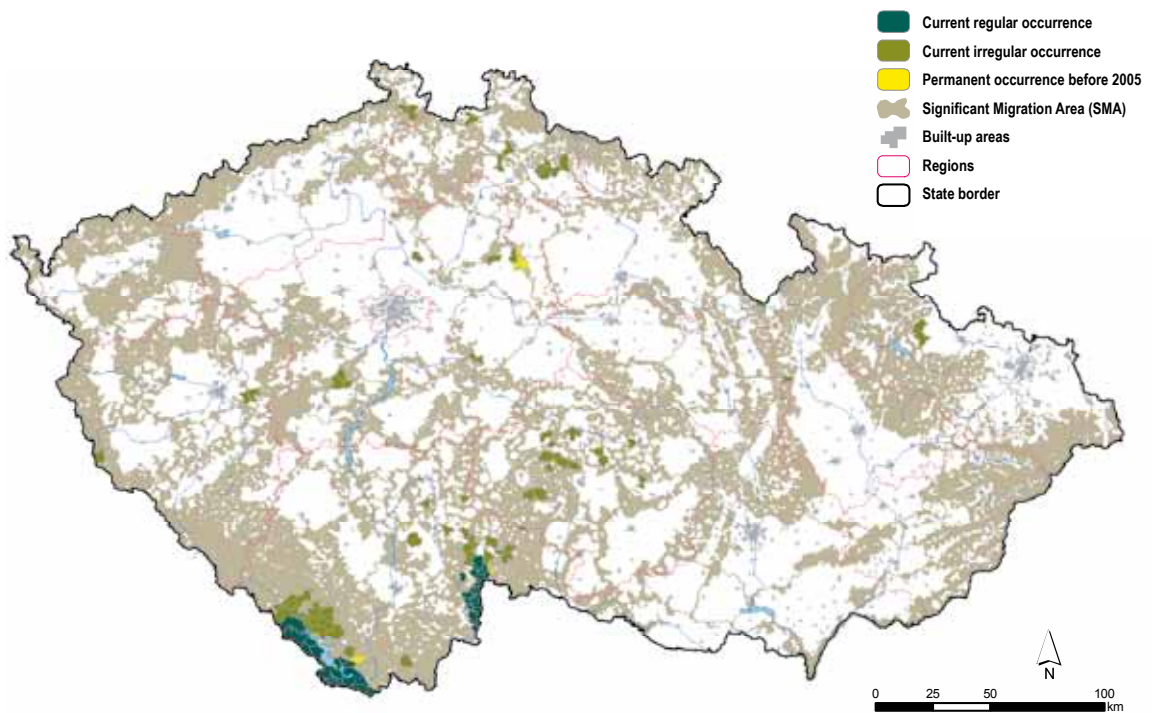 Current regular occurrence
Current irregular occurrence
Permanent occurrence before 2005
Significant Migration Area (SMA)
Built-up areas
Regions
State border
N
0 25 50 100
km